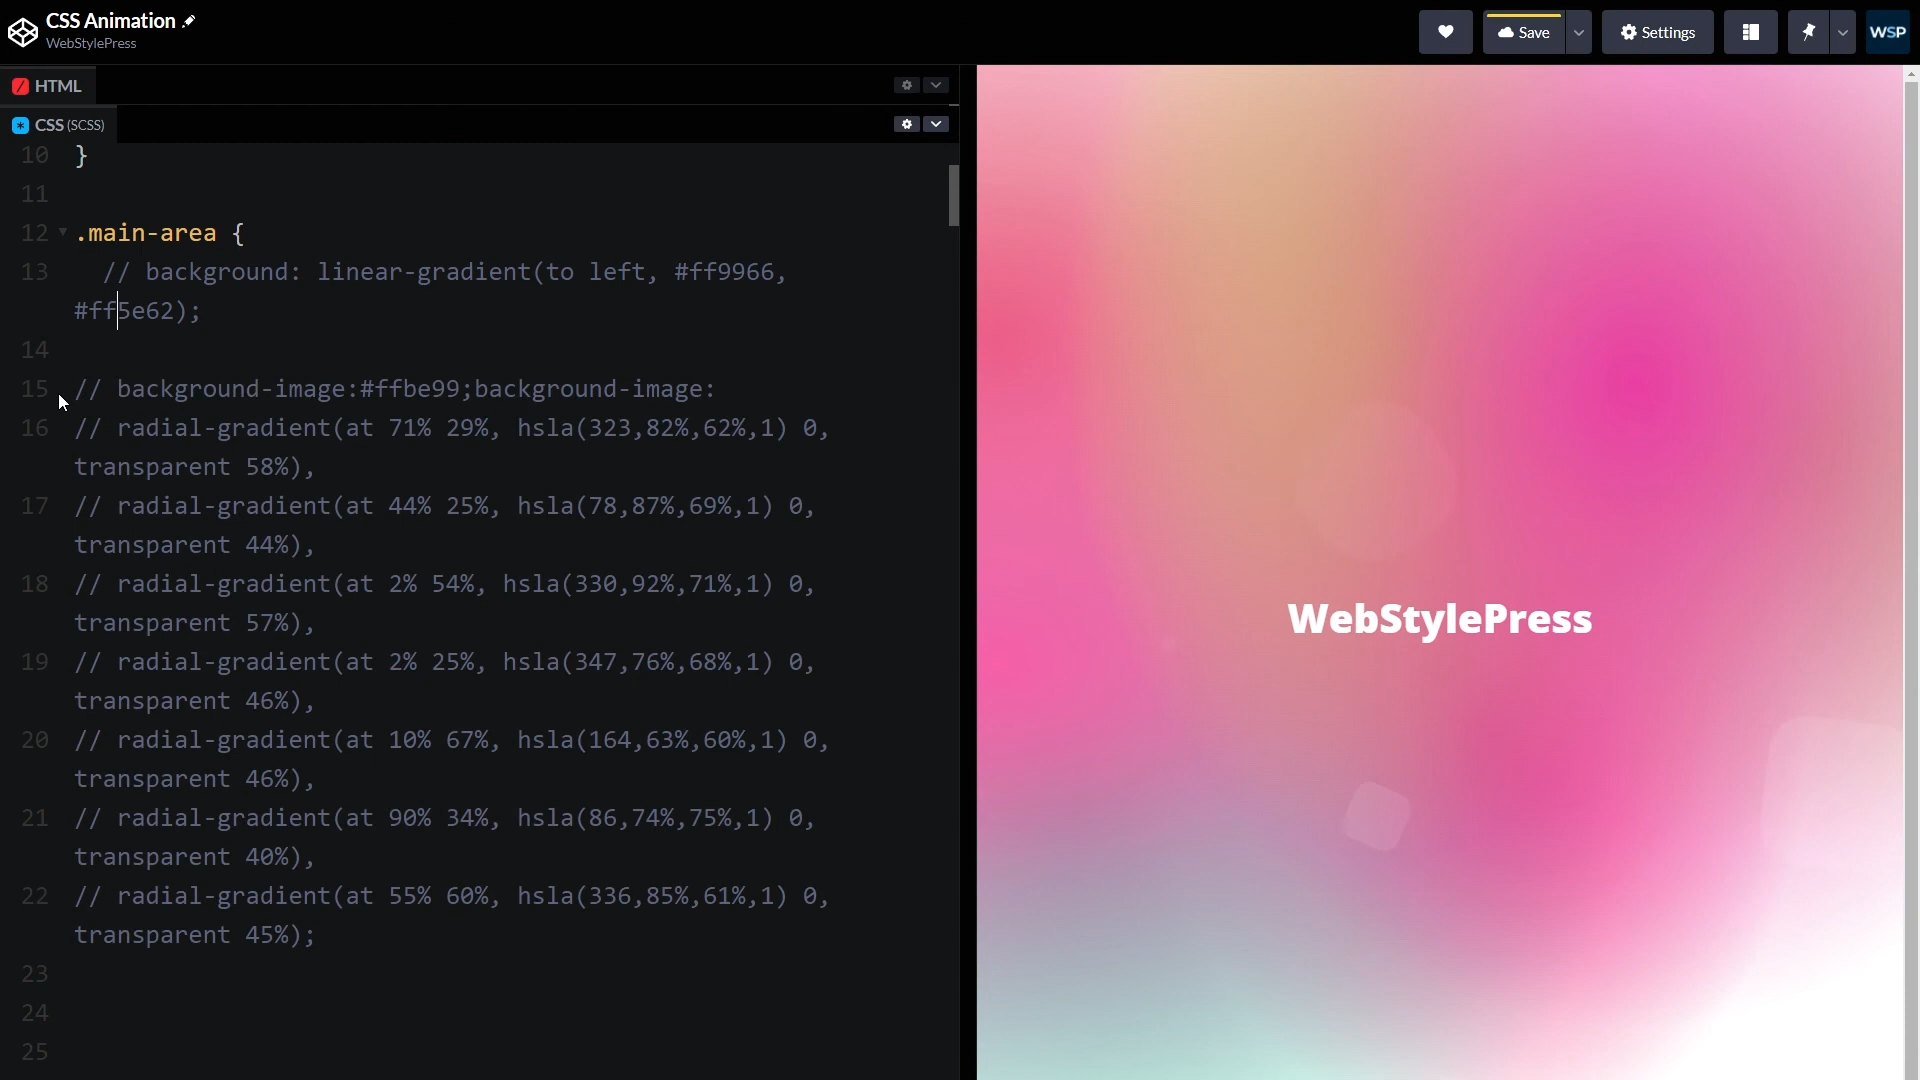 CSS Animation
WebStylePress
Save
Settings
WSP
HTML
CSS (SCSS)
10 }
11
12 .main-area {
13 // background: linear-gradient(to left, #ff9966,
#ff5e62);
14
15 // background-image:#ffbe99;background-image:
16 // radial-gradient(at 71% 29%, hsla(323,82%,62%,1) 0,
transparent 58%),
17 // radial-gradient(at 44% 25%, hsla(78,87%,69%,1) 0,
transparent 44%),
18 // radial-gradient(at 2% 54%, hsla(330,92%,71%,1) 0,
transparent 57%),
19 // radial-gradient(at 2% 25%, hsla(347,76%,68%,1) 0,
transparent 46%),
20 // radial-gradient(at 10% 67%, hsla(164,63%,60%,1) 0,
transparent 46%),
21 // radial-gradient(at 90% 34%, hsla(86,74%,75%,1) 0,
transparent 40%),
22 // radial-gradient(at 55% 60%, hsla(336,85%,61%,1) 0,
transparent 45%);
23
24
25
WebStylePress